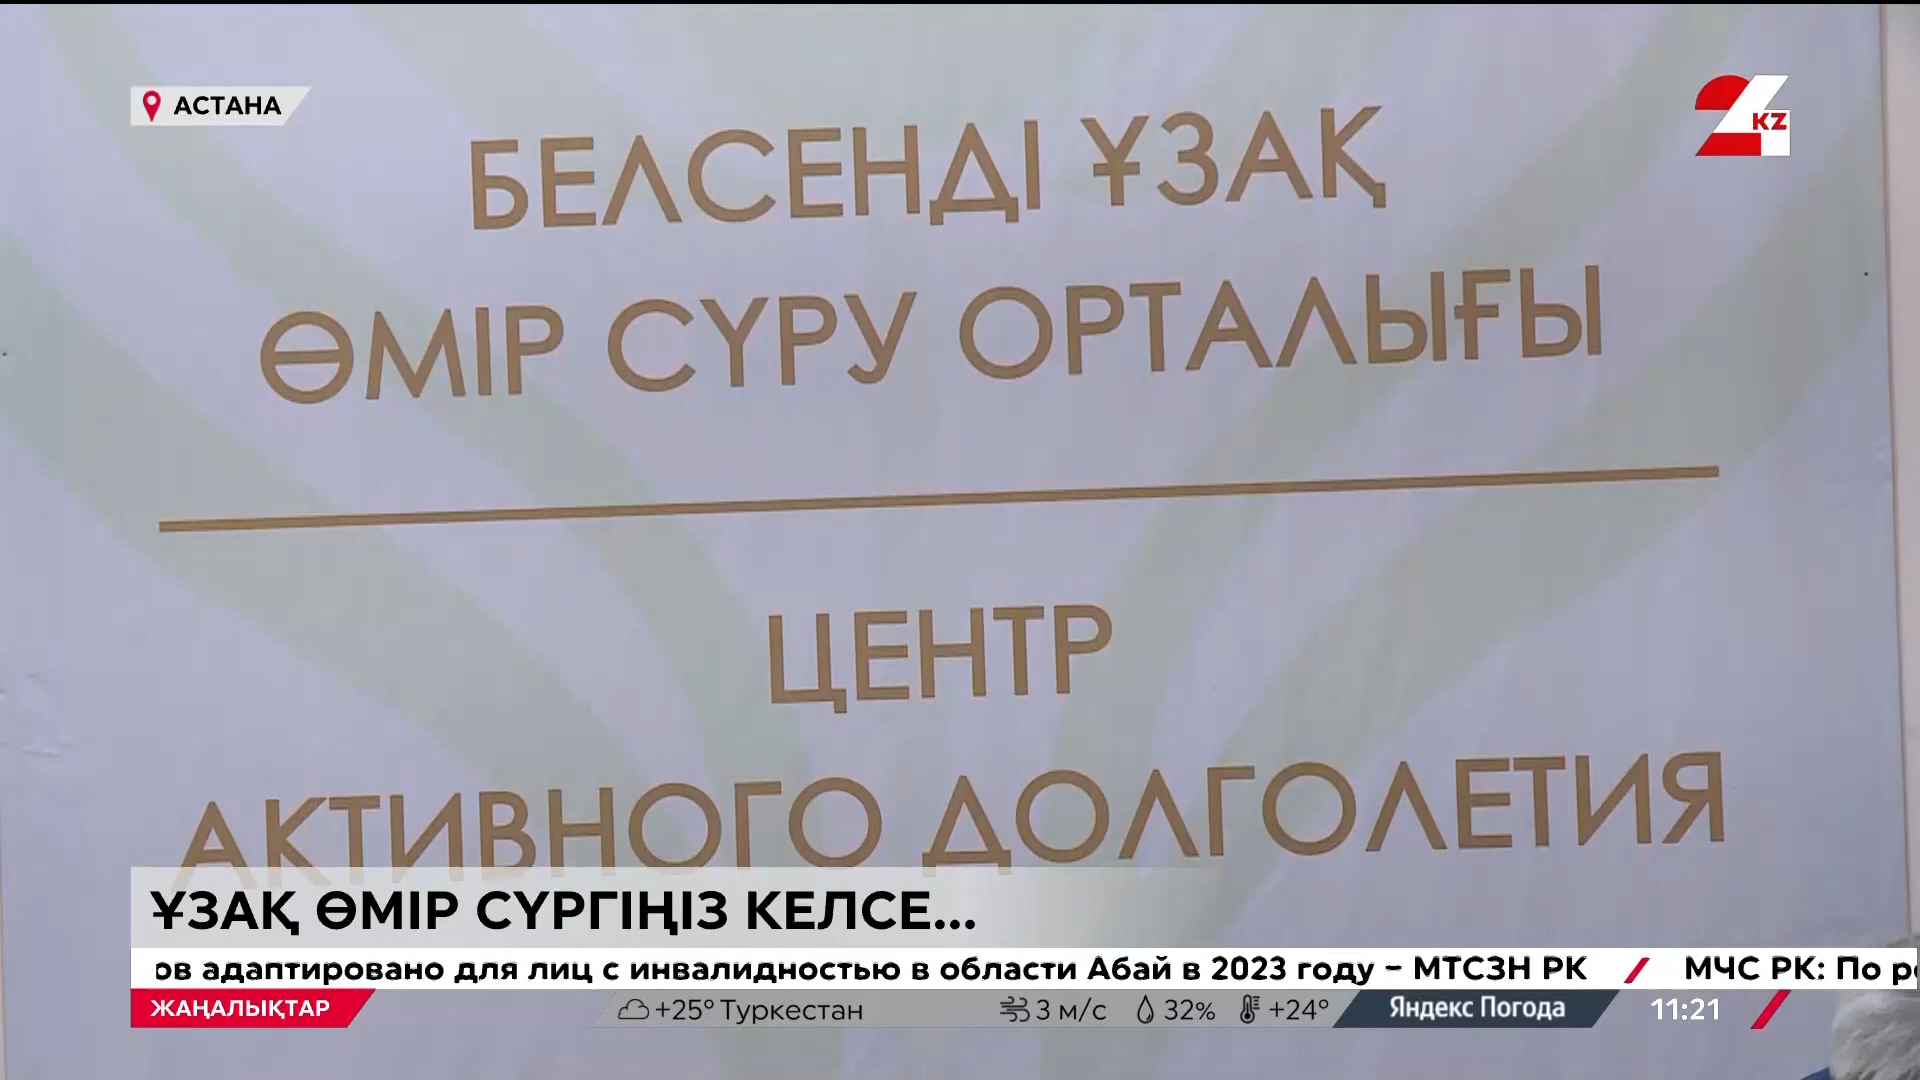 АСТАНА
24 KZ
БЕЛСЕНДІ ҰЗАҚ
ӨМІР СҮРУ ОРТАЛЫҒЫ
ЦЕНТР
АКТИВНОГО ДОЛГОЛЕТИЯ
ҰЗАҚ ӨМІР СҮРГІҢІЗ КЕЛСЕ...
ов адаптировано для лиц с инвалидностью в области Абай в 2023 году – МТСЗН РК / МЧС РК: По
ЖАҢАЛЫҚТАР +25° Туркестан 3 м/с 32% +24° Яндекс Погода 11:21